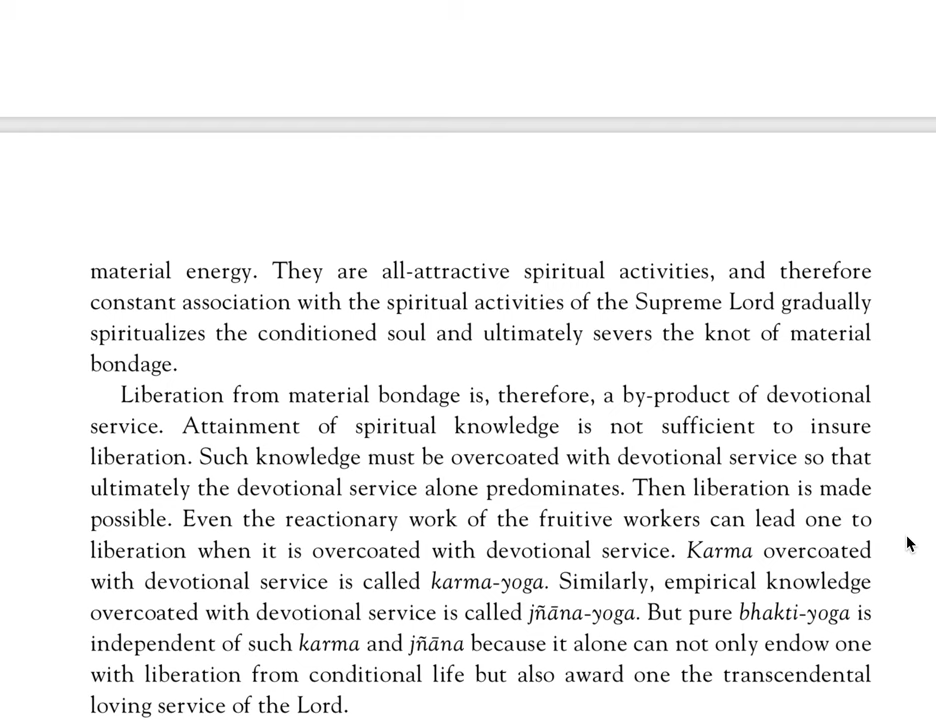 material energy. They are all-attractive spiritual activities, and therefore
constant association with the spiritual activities of the Supreme Lord gradually
spiritualizes the conditioned soul and ultimately severs the knot of material
bondage.
Liberation from material bondage is, therefore, a by-product of devotional
service. Attainment of spiritual knowledge is not sufficient to insure
liberation. Such knowledge must be overcoated with devotional service so that
ultimately the devotional service alone predominates. Then liberation is made
possible. Even the reactionary work of the fruitive workers can lead one to
liberation when it is overcoated with devotional service. Karma overcoated
with devotional service is called karma-yoga. Similarly, empirical knowledge
overcoated with devotional service is called jñāna-yoga. But pure bhakti-yoga is
independent of such karma and jñāna because it alone can not only endow one
with liberation from conditional life but also award one the transcendental
loving service of the Lord.